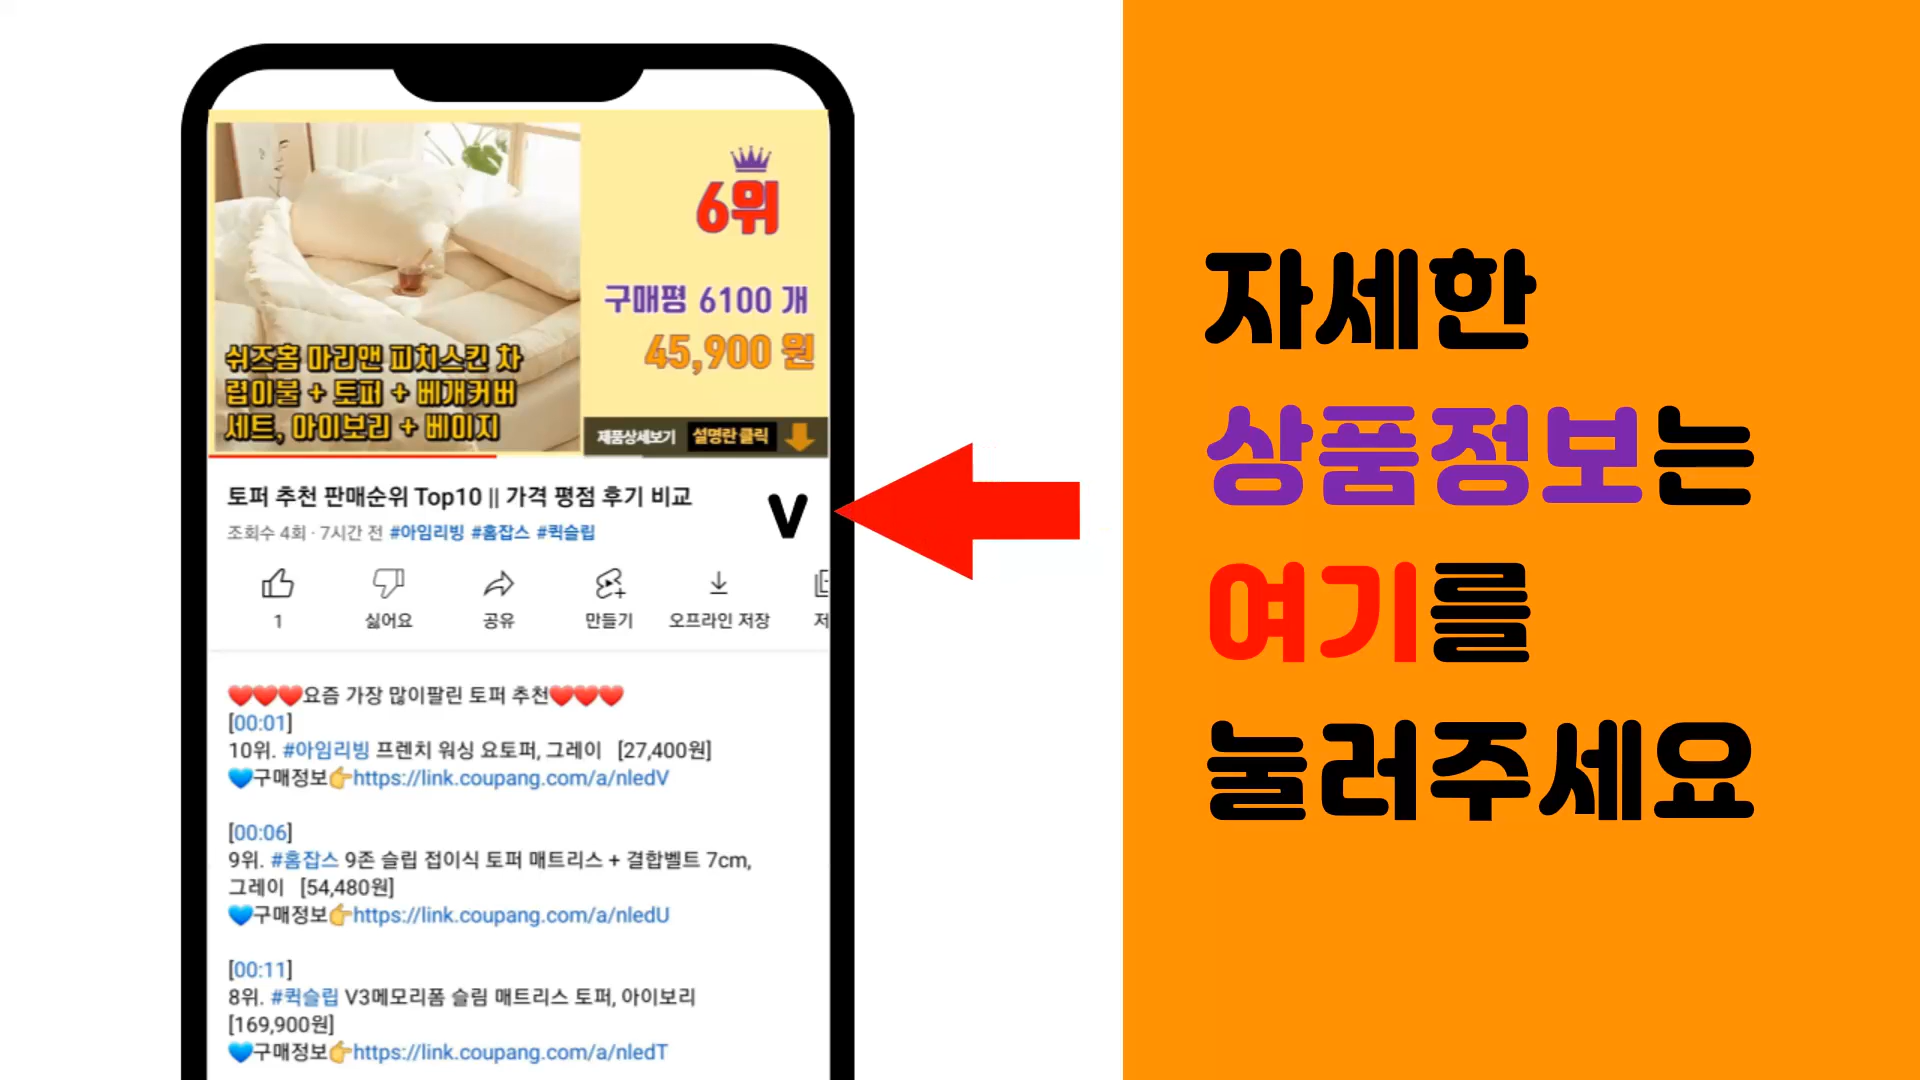 6위
구매평 6100 개
45,900 원
쉬즈홈 마리앤 피치스킨 차
렵이불 + 토퍼 + 베개커버
세트, 아이보리 + 베이지
제품상세보기 설명란 클릭
토퍼 추천 판매순위 Top10 || 가격 평점 후기 비교
V
조회수 4회 · 7시간 전 #아임리빙 #홈잡스 #퀵슬립
1 싫어요 공유 만들기 오프라인 저장 저
❤️❤️❤️요즘 가장 많이팔린 토퍼 추천❤️❤️❤️
[00:01]
10위. #아임리빙 프렌치 워싱 요토퍼, 그레이 [27,400원]
💙구매정보👉https://link.coupang.com/a/nledV
[00:06]
9위. #홈잡스 9존 슬립 접이식 토퍼 매트리스 + 결합벨트 7cm,
그레이 [54,480원]
💙구매정보👉https://link.coupang.com/a/nledU
[00:11]
8위. #퀵슬립 V3메모리폼 슬림 매트리스 토퍼, 아이보리
[169,900원]
💙구매정보👉https://link.coupang.com/a/nledT
자세한
상품정보는
여기를
눌러주세요